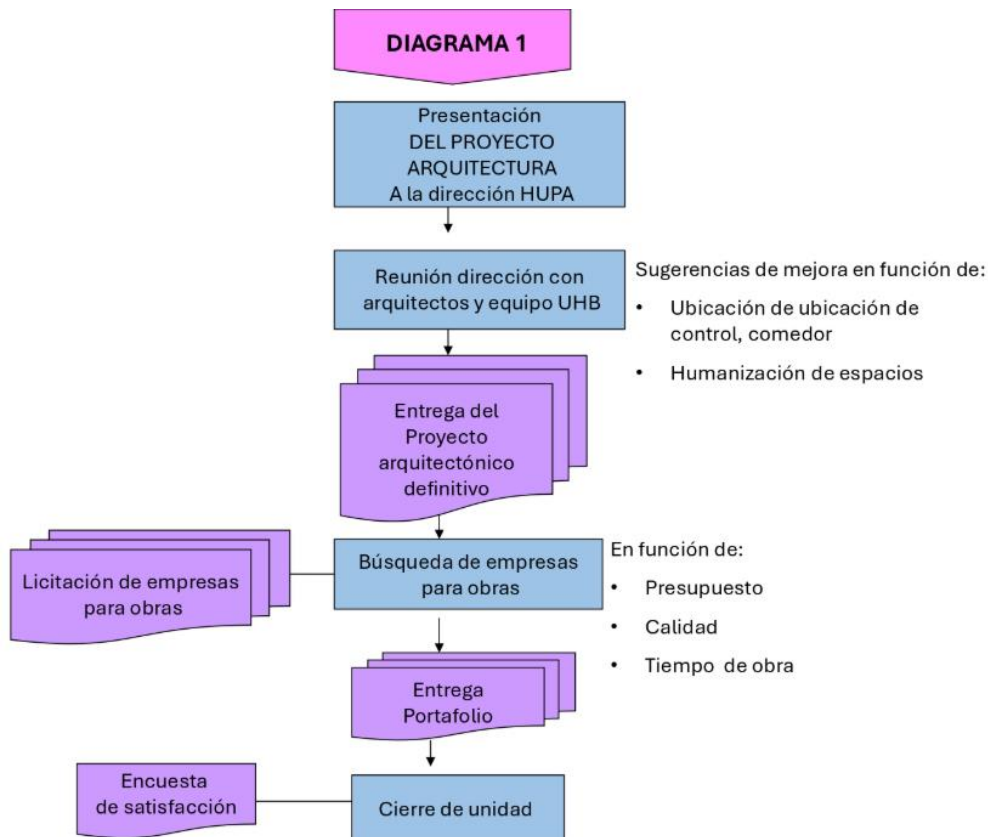 DIAGRAMA 1
Presentación
DEL PROYECTO
ARQUITECTURA
A la dirección HUPA
Reunión dirección con
arquitectos y equipo UHB
Sugerencias de mejora en función de:
• Ubicación de ubicación de
control, comedor
• Humanización de espacios
Entrega del
Proyecto
arquitectónico
definitivo
Licitación de empresas
para obras
Búsqueda de empresas
para obras
En función de:
• Presupuesto
• Calidad
• Tiempo de obra
Entrega
Portafolio
Encuesta
de satisfacción
Cierre de unidad